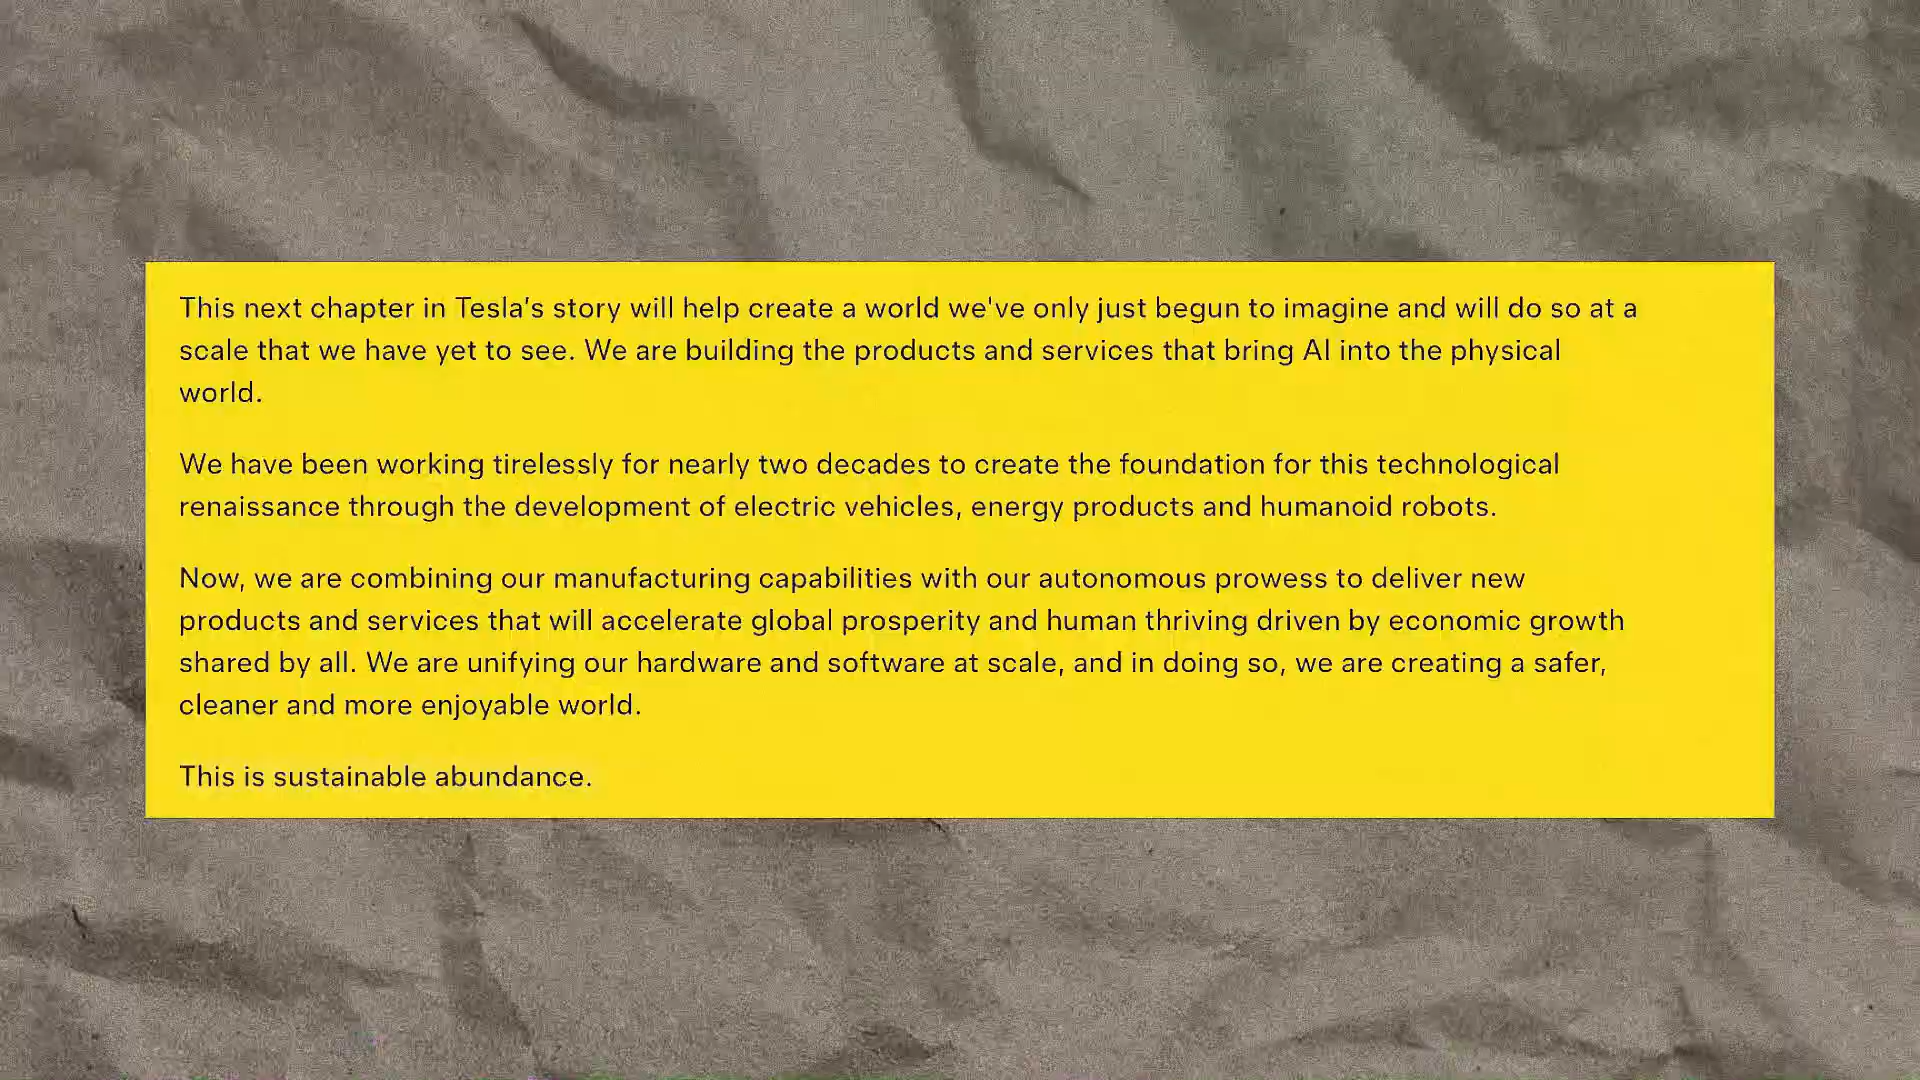 This next chapter in Tesla’s story will help create a world we've only just begun to imagine and will do so at a
scale that we have yet to see. We are building the products and services that bring AI into the physical
world.
We have been working tirelessly for nearly two decades to create the foundation for this technological
renaissance through the development of electric vehicles, energy products and humanoid robots.
Now, we are combining our manufacturing capabilities with our autonomous prowess to deliver new
products and services that will accelerate global prosperity and human thriving driven by economic growth
shared by all. We are unifying our hardware and software at scale, and in doing so, we are creating a safer,
cleaner and more enjoyable world.
This is sustainable abundance.